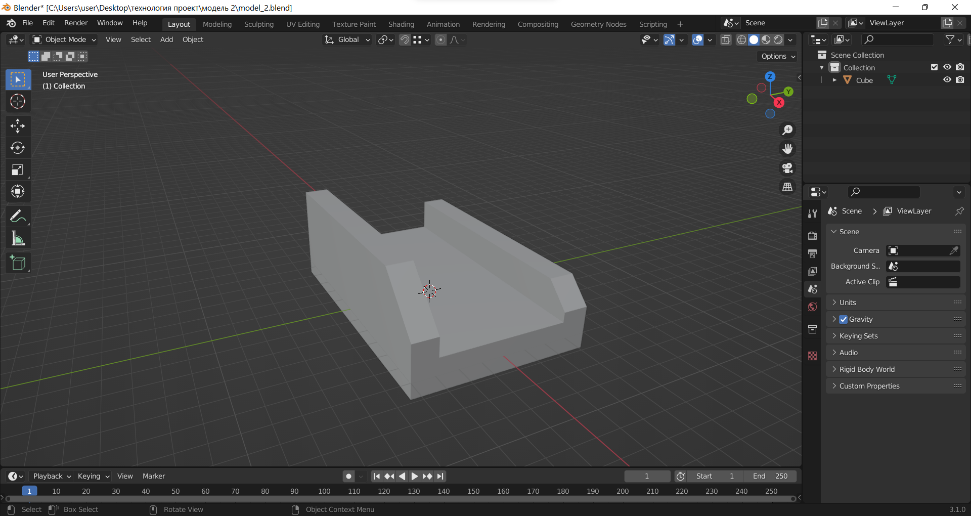 Blender* [C:\Users\user\Desktop\технология проект\модель 2\model_2.blend]
File Edit Render Window Help Layout Modeling Sculpting UV Editing Texture Paint Shading Animation Rendering Compositing Geometry Nodes Scripting + Scene ViewLayer
Object Mode View Select Add Object Global
Options
User Perspective
(1) Collection
Z
Y
X
Scene Collection
Collection
Cube
Scene > ViewLayer
Scene
Camera
Background S...
Active Clip
Units
Gravity
Keying Sets
Audio
Rigid Body World
Custom Properties
Playback Keying View Marker 1 Start 1 End 250
1 10 20 30 40 50 60 70 80 90 100 110 120 130 140 150 160 170 180 190 200 210 220 230 240 250
Select Box Select Rotate View Object Context Menu 3.1.0